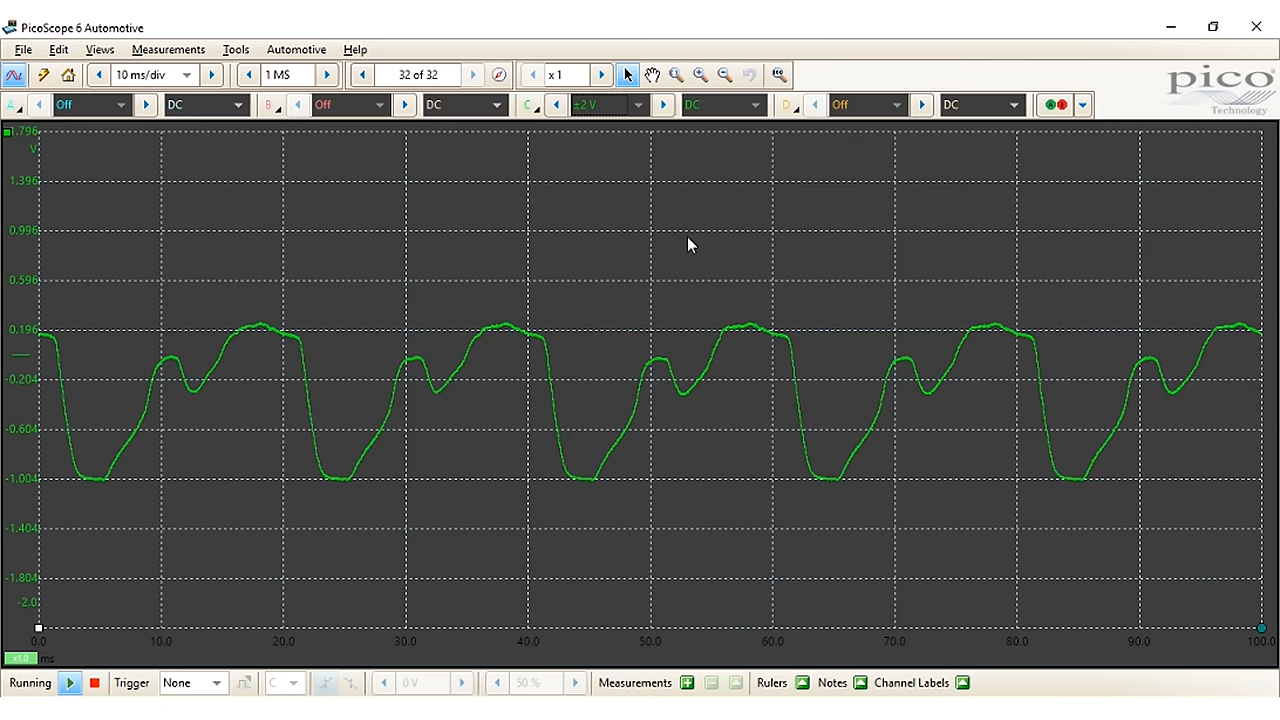 PicoScope 6 Automotive
File Edit Views Measurements Tools Automotive Help
10 ms/div 1 MS 32 of 32 x 1
pico
Technology
A Off DC B Off DC C ±2 V DC D Off DC
1.796
V
1.396
0.996
0.596
0.196
-0.204
-0.604
-1.004
-1.404
-1.804
-2.0
0.0 10.0 20.0 30.0 40.0 50.0 60.0 70.0 80.0 90.0 100.0
x1.0 ms
Running Trigger None C 0 V 50 % Measurements Rulers Notes Channel Labels